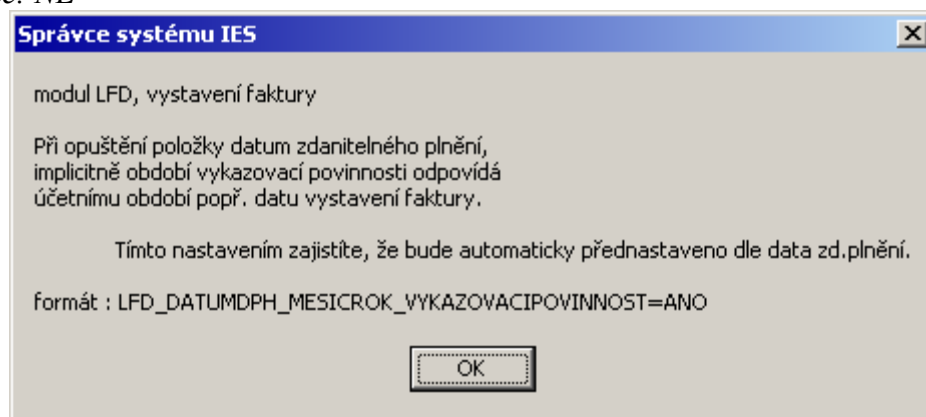 Správce systému IES
modul LFD, vystavení faktury
Při opuštění položky datum zdanitelného plnění,
implicitně období vykazovací povinnosti odpovídá
účetnímu období popř. datu vystavení faktury.
Tímto nastavením zajistíte, že bude automaticky přednastaveno dle data zd.plnění.
formát : LFD_DATUMDPH_MESICROK_VYKAZOVACIPOVINNOST=ANO
OK